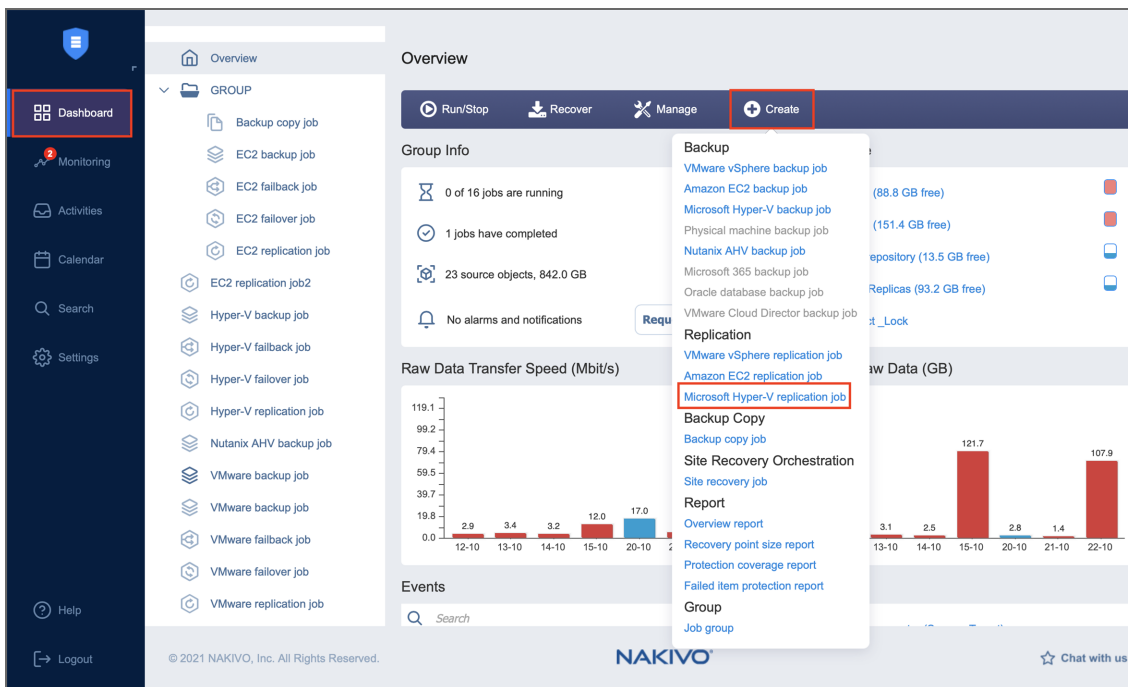 Dashboard
2
Monitoring
Activities
Calendar
Search
Settings
Help
Logout
Overview
GROUP
Backup copy job
EC2 backup job
EC2 failback job
EC2 failover job
EC2 replication job
EC2 replication job2
Hyper-V backup job
Hyper-V failback job
Hyper-V failover job
Hyper-V replication job
Nutanix AHV backup job
VMware backup job
VMware backup job
VMware failback job
VMware failover job
VMware replication job
Overview
Run/Stop Recover Manage Create
Group Info
0 of 16 jobs are running
1 jobs have completed
23 source objects, 842.0 GB
No alarms and notifications
Requ
Backup
VMware vSphere backup job
Amazon EC2 backup job
Microsoft Hyper-V backup job
Physical machine backup job
Nutanix AHV backup job
Microsoft 365 backup job
Oracle database backup job
VMware Cloud Director backup job
Replication
VMware vSphere replication job
Amazon EC2 replication job
Microsoft Hyper-V replication job
Backup Copy
Backup copy job
Site Recovery Orchestration
Site recovery job
Report
Overview report
Recovery point size report
Protection coverage report
Failed item protection report
Group
Job group
(88.8 GB free)
(151.4 GB free)
epository (13.5 GB free)
Replicas (93.2 GB free)
ct _Lock
Raw Data Transfer Speed (Mbit/s)
119.1
99.2
79.4
59.5
39.7
19.8
0.0
2.9 3.4 3.2 12.0 17.0
12-10 13-10 14-10 15-10 20-10 2
aw Data (GB)
3.1 2.5 121.7 2.8 1.4 107.9
13-10 14-10 15-10 20-10 21-10 22-10
Events
Search
© 2021 NAKIVO, Inc. All Rights Reserved.
NAKIVO
Chat with us